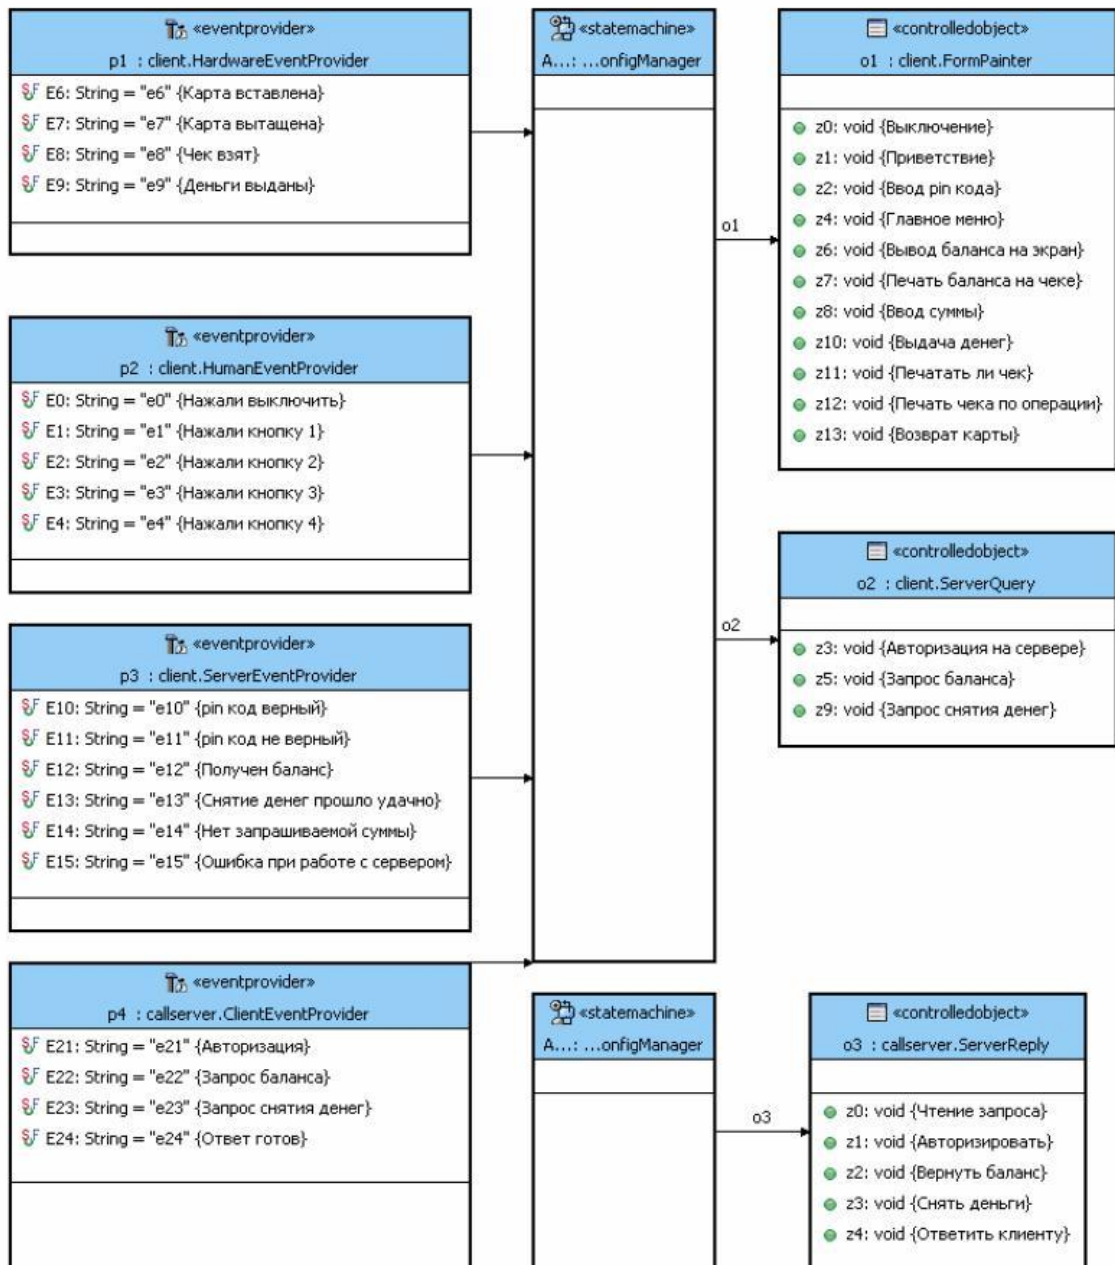 «eventprovider»
p1 : client.HardwareEventProvider
E6: String = "e6" {Карта вставлена}
E7: String = "e7" {Карта вытащена}
E8: String = "e8" {Чек взят}
E9: String = "e9" {Деньги выданы}
«eventprovider»
p2 : client.HumanEventProvider
E0: String = "e0" {Нажали выключить}
E1: String = "e1" {Нажали кнопку 1}
E2: String = "e2" {Нажали кнопку 2}
E3: String = "e3" {Нажали кнопку 3}
E4: String = "e4" {Нажали кнопку 4}
«eventprovider»
p3 : client.ServerEventProvider
E10: String = "e10" {pin код верный}
E11: String = "e11" {pin код не верный}
E12: String = "e12" {Получен баланс}
E13: String = "e13" {Снятие денег прошло удачно}
E14: String = "e14" {Нет запрашиваемой суммы}
E15: String = "e15" {Ошибка при работе с сервером}
«eventprovider»
p4 : callserver.ClientEventProvider
E21: String = "e21" {Авторизация}
E22: String = "e22" {Запрос баланса}
E23: String = "e23" {Запрос снятия денег}
E24: String = "e24" {Ответ готов}
«statemachine»
A...: ...onfigManager
o1
o2
«statemachine»
A...: ...onfigManager
o3
«controlledobject»
o1 : client.FormPainter
z0: void {Выключение}
z1: void {Приветствие}
z2: void {Ввод pin кода}
z4: void {Главное меню}
z6: void {Вывод баланса на экран}
z7: void {Печать баланса на чеке}
z8: void {Ввод суммы}
z10: void {Выдача денег}
z11: void {Печатать ли чек}
z12: void {Печать чека по операции}
z13: void {Возврат карты}
«controlledobject»
o2 : client.ServerQuery
z3: void {Авторизация на сервере}
z5: void {Запрос баланса}
z9: void {Запрос снятия денег}
«controlledobject»
o3 : callserver.ServerReply
z0: void {Чтение запроса}
z1: void {Авторизировать}
z2: void {Вернуть баланс}
z3: void {Снять деньги}
z4: void {Ответить клиенту}